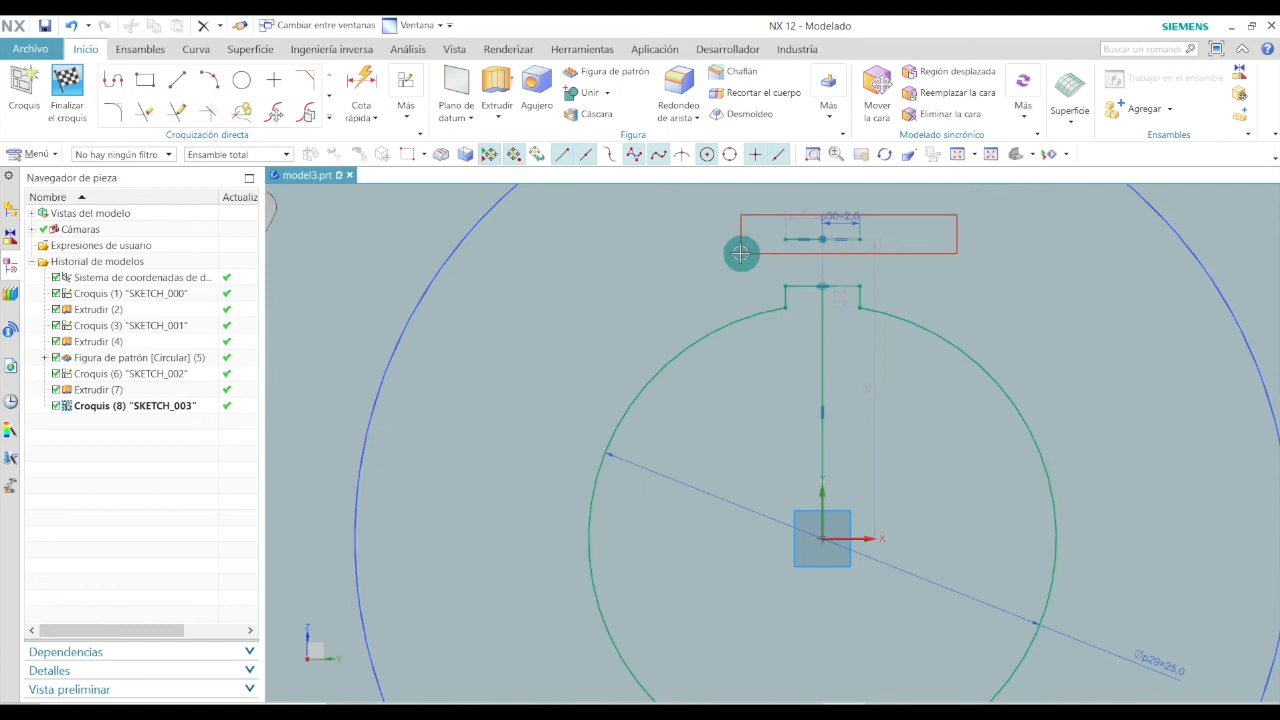 NX
Cambiar entre ventanas
Ventana
NX 12 - Modelado
SIEMENS
Archivo
Inicio
Ensambles
Curva
Superficie
Ingeniería inversa
Análisis
Vista
Renderizar
Herramientas
Aplicación
Desarrollador
Industria
Buscar un comando
Croquis
Finalizar
el croquis
Cota
rápida
Más
Croquización directa
Plano de
datum
Extrudir
Agujero
Figura de patrón
Unir
Cáscara
Redondeo
de arista
Chaflán
Recortar el cuerpo
Desmoldeo
Más
Figura
Mover
la cara
Región desplazada
Reemplazar la cara
Eliminar la cara
Más
Modelado sincrónico
Superficie
Trabajar en el ensamble
Agregar
Ensambles
Menú
No hay ningún filtro
Ensamble total
Navegador de pieza
model3.prt
Nombre
Actualiz
Vistas del modelo
Cámaras
Expresiones de usuario
Historial de modelos
Sistema de coordenadas de d...
Croquis (1) "SKETCH_000"
Extrudir (2)
Croquis (3) "SKETCH_001"
Extrudir (4)
Figura de patrón [Circular] (5)
Croquis (6) "SKETCH_002"
Extrudir (7)
Croquis (8) "SKETCH_003"
Dependencias
Detalles
Vista preliminar
p30=2,0
Y
X
Øp29=25,0
Z
Y